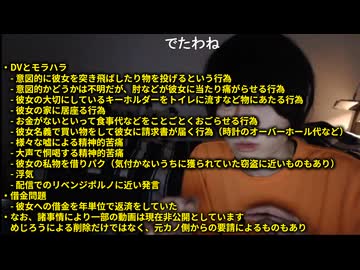 でたわね
・DVとモラハラ
- 意図的に彼女を突き飛ばしたり物を投げるという行為
- 意図的かどうかは不明だが、肘などが彼女に当たり痛がらせる行為
- 彼女の大切にしているキーホルダーをトイレに流すなど物にあたる行為
- 彼女の家に居座る行為
- お金がないといって食事代などをことごとくおごらせる行為
- 彼女名義で買い物をして彼女に請求書が届く行為（時計のオーバーホール代など）
- 様々な嘘による精神的苦痛
- 大声で恫喝する精神的苦痛
- 彼女の私物を借りパク（気付かないうちに獲られていた窃盗に近いものもあり）
- 浮気
- 配信でのリベンジポルノに近い発言
・借金問題
- 彼女への借金を年単位で返済をしていた
・なお、諸事情により一部の動画は現在非公開としています
めじろうによる削除だけではなく、元カノ側からの要請によるものもあり